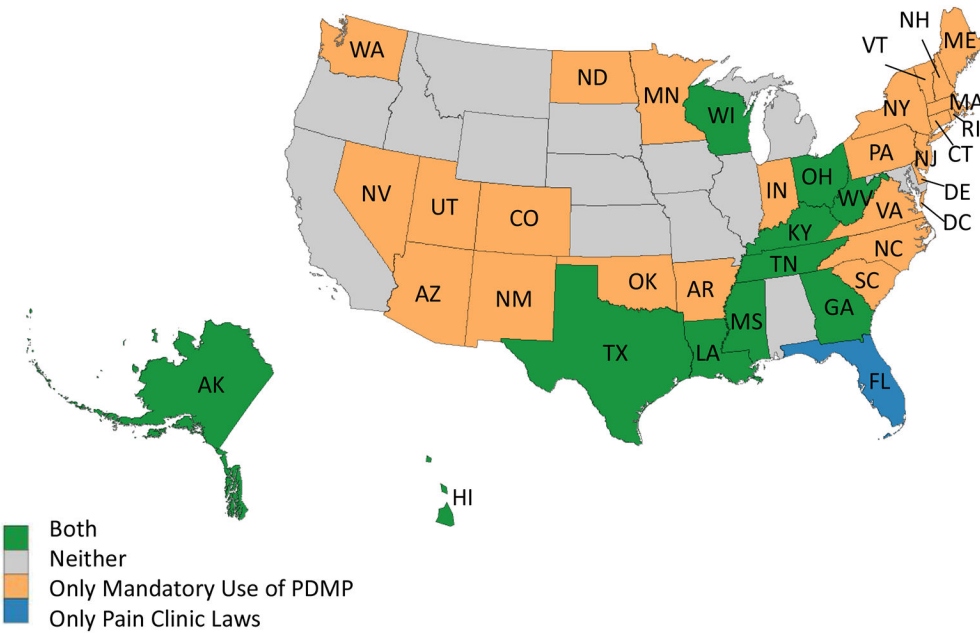 NH
ME
VT
WA
ND
MN
WI
NY
MA
RI
CT
PA
NJ
NV
UT
CO
IN
OH
WV
VA
DE
DC
KY
TN
NC
AZ
NM
OK
AR
SC
MS
GA
TX
LA
FL
AK
HI
Both
Neither
Only Mandatory Use of PDMP
Only Pain Clinic Laws